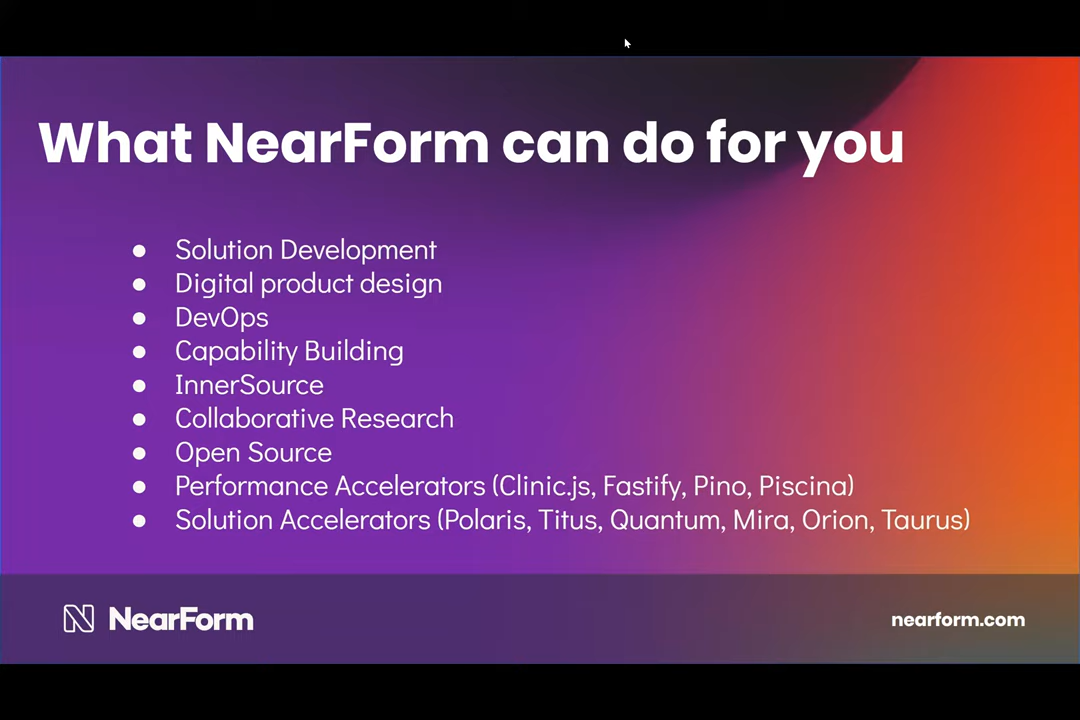 What NearForm can do for you
● Solution Development
● Digital product design
● DevOps
● Capability Building
● InnerSource
● Collaborative Research
● Open Source
● Performance Accelerators (Clinic.js, Fastify, Pino, Piscina)
● Solution Accelerators (Polaris, Titus, Quantum, Mira, Orion, Taurus)
NearForm
nearform.com